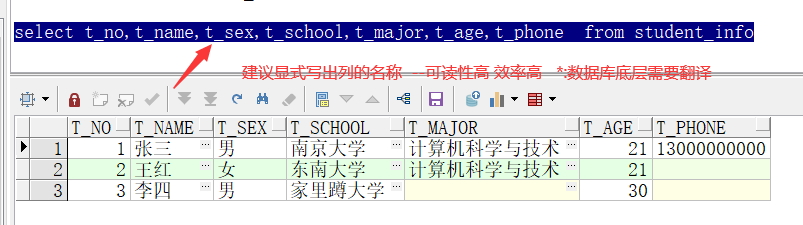 select t_no,t_name,t_sex,t_school,t_major,t_age,t_phone  from student_info
建议显式写出列的名称  --可读性高 效率高   *:数据库底层需要翻译
T_NO T_NAME T_SEX T_SCHOOL T_MAJOR T_AGE T_PHONE
1 1 张三 ... 男 南京大学 ... 计算机科学与技术 ... 21 13000000000
2 2 王红 ... 女 东南大学 ... 计算机科学与技术 ... 21
3 3 李四 ... 男 家里蹲大学 ... ... 30